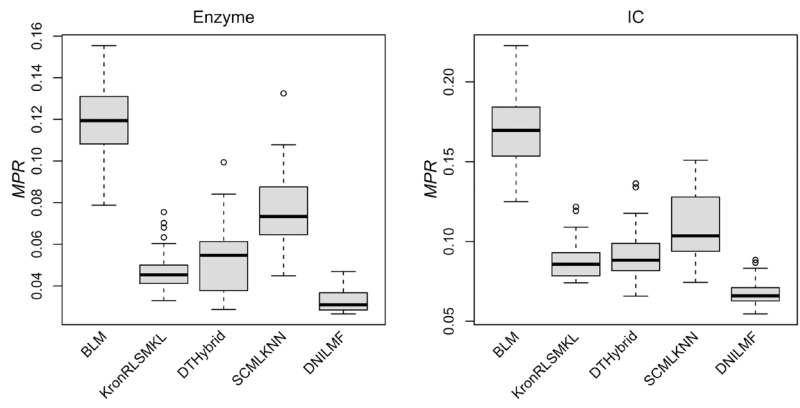 Enzyme
MPR
0.16
0.14
0.12
0.10
0.08
0.06
0.04
BLM
KronRLSMKL
DTHybrid
SCMLKNN
DNILMF
IC
MPR
0.20
0.15
0.10
0.05
BLM
KronRLSMKL
DTHybrid
SCMLKNN
DNILMF